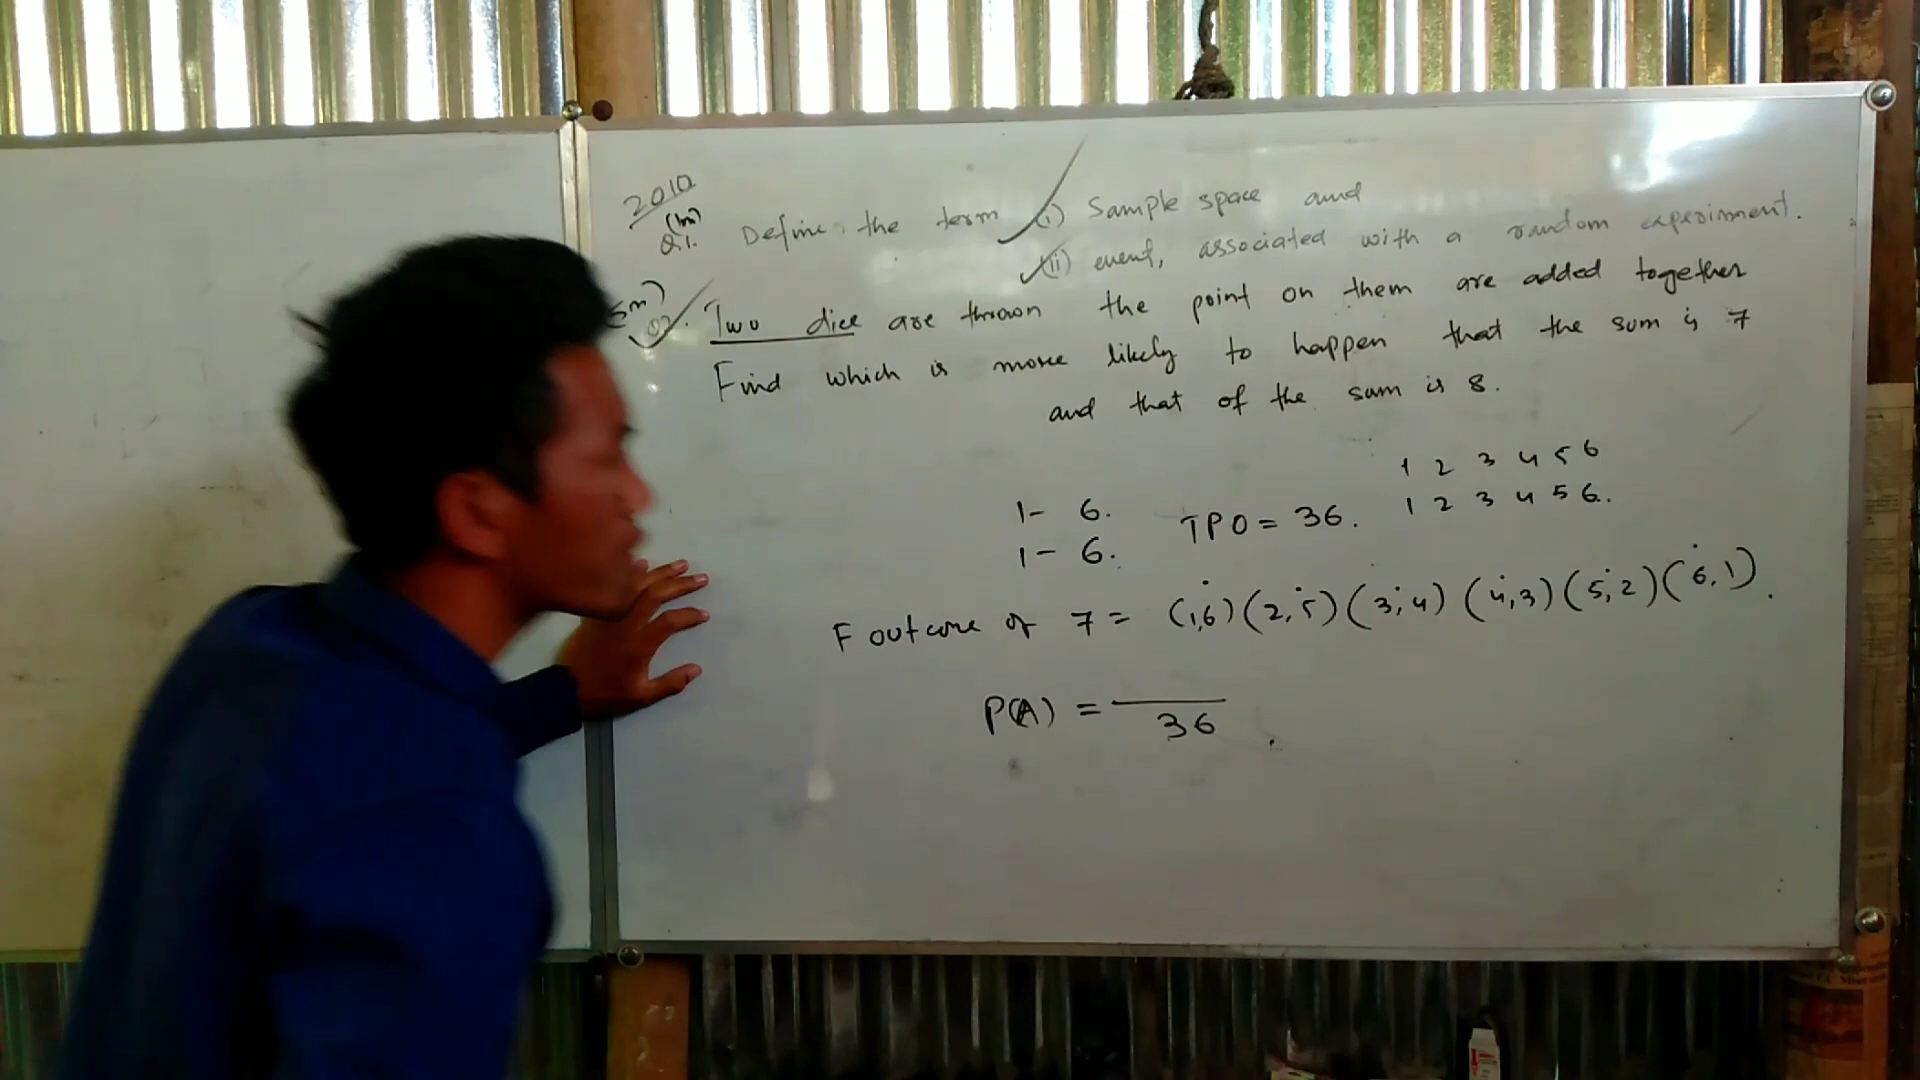 2010
(1m)
Q.1. Define the term (i) Sample space and
(ii) event, associated with a random experiment.
5m)
Q2. Two dice are thrown the point on them are added together
Find which is more likely to happen that the sum is 7
and that of the sum is 8.
1 2 3 4 5 6
1 2 3 4 5 6.
1- 6.
1- 6.
TPO = 36.
F outcome of 7 = (1,6) (2,5) (3,4) (4,3) (5,2) (6,1).
P(A) = 
36